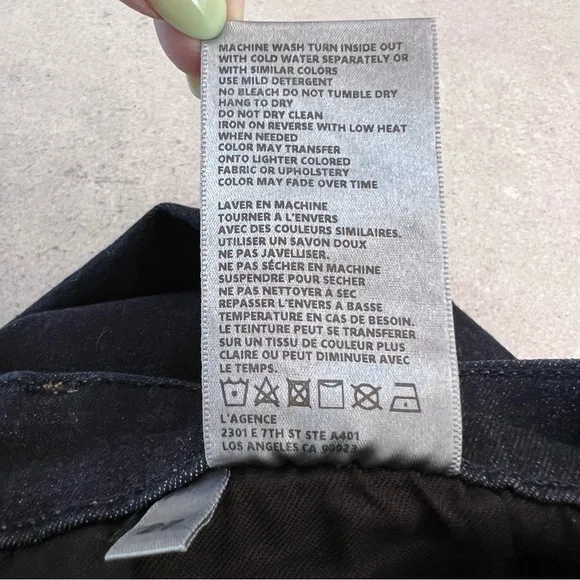 MACHINE WASH TURN INSIDE OUT
WITH COLD WATER SEPARATELY OR
WITH SIMILAR COLORS
USE MILD DETERGENT
NO BLEACH DO NOT TUMBLE DRY
HANG TO DRY
DO NOT DRY CLEAN
IRON ON REVERSE WITH LOW HEAT
WHEN NEEDED
COLOR MAY TRANSFER
ONTO LIGHTER COLORED
FABRIC OR UPHOLSTERY
COLOR MAY FADE OVER TIME
LAVER EN MACHINE
TOURNER A L'ENVERS
AVEC DES COULEURS SIMILAIRES.
UTILISER UN SAVON DOUX
NE PAS JAVELLISER.
NE PAS SÉCHER EN MACHINE
SUSPENDRE POUR SECHER
NE PAS NETTOYER A SEC
REPASSER L'ENVERS A BASSE
TEMPERATURE EN CAS DE BESOIN.
LE TEINTURE PEUT SE TRANSFERER
SUR UN TISSU DE COULEUR PLUS
CLAIRE OU PEUT DIMINUER AVEC
LE TEMPS.
L'AGENCE
2301 E 7TH ST STE A401
LOS ANGELES CA 90023